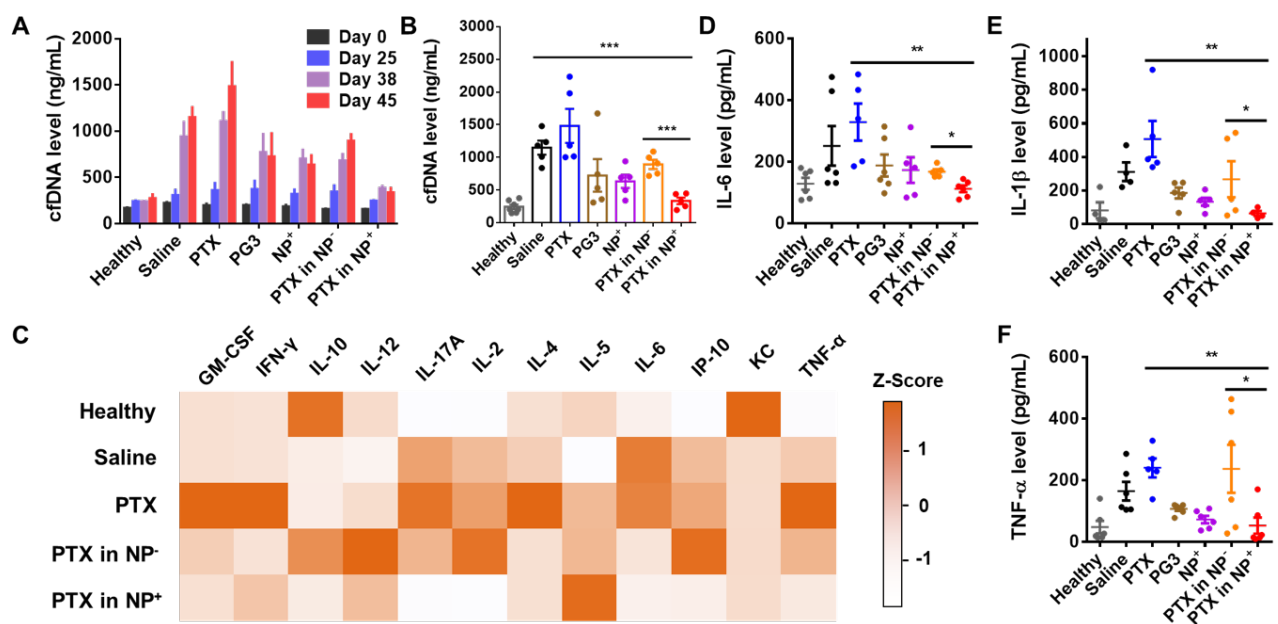 A
cfDNA level (ng/mL)
2000
1500
1000
500
0
Day 0
Day 25
Day 38
Day 45
Healthy
Saline
PTX
PG3
NP⁺
PTX in NP⁻
PTX in NP⁺
B
cfDNA level (ng/mL)
3000
2500
2000
1500
1000
500
0
***
***
Healthy
Saline
PTX
PG3
NP⁺
PTX in NP⁻
PTX in NP⁺
D
IL-6 level (pg/mL)
600
400
200
0
**
*
Healthy
Saline
PTX
PG3
NP⁺
PTX in NP⁻
PTX in NP⁺
E
IL-1β level (pg/mL)
1000
800
600
400
200
0
**
*
Healthy
Saline
PTX
PG3
NP⁺
PTX in NP⁻
PTX in NP⁺
C
GM-CSF
IFN-γ
IL-10
IL-12
IL-17A
IL-2
IL-4
IL-5
IL-6
IP-10
KC
TNF-α
Healthy
Saline
PTX
PTX in NP⁻
PTX in NP⁺
Z-Score
1
0
-1
F
TNF-α level (pg/mL)
600
400
200
0
**
*
Healthy
Saline
PTX
PG3
NP⁺
PTX in NP⁻
PTX in NP⁺